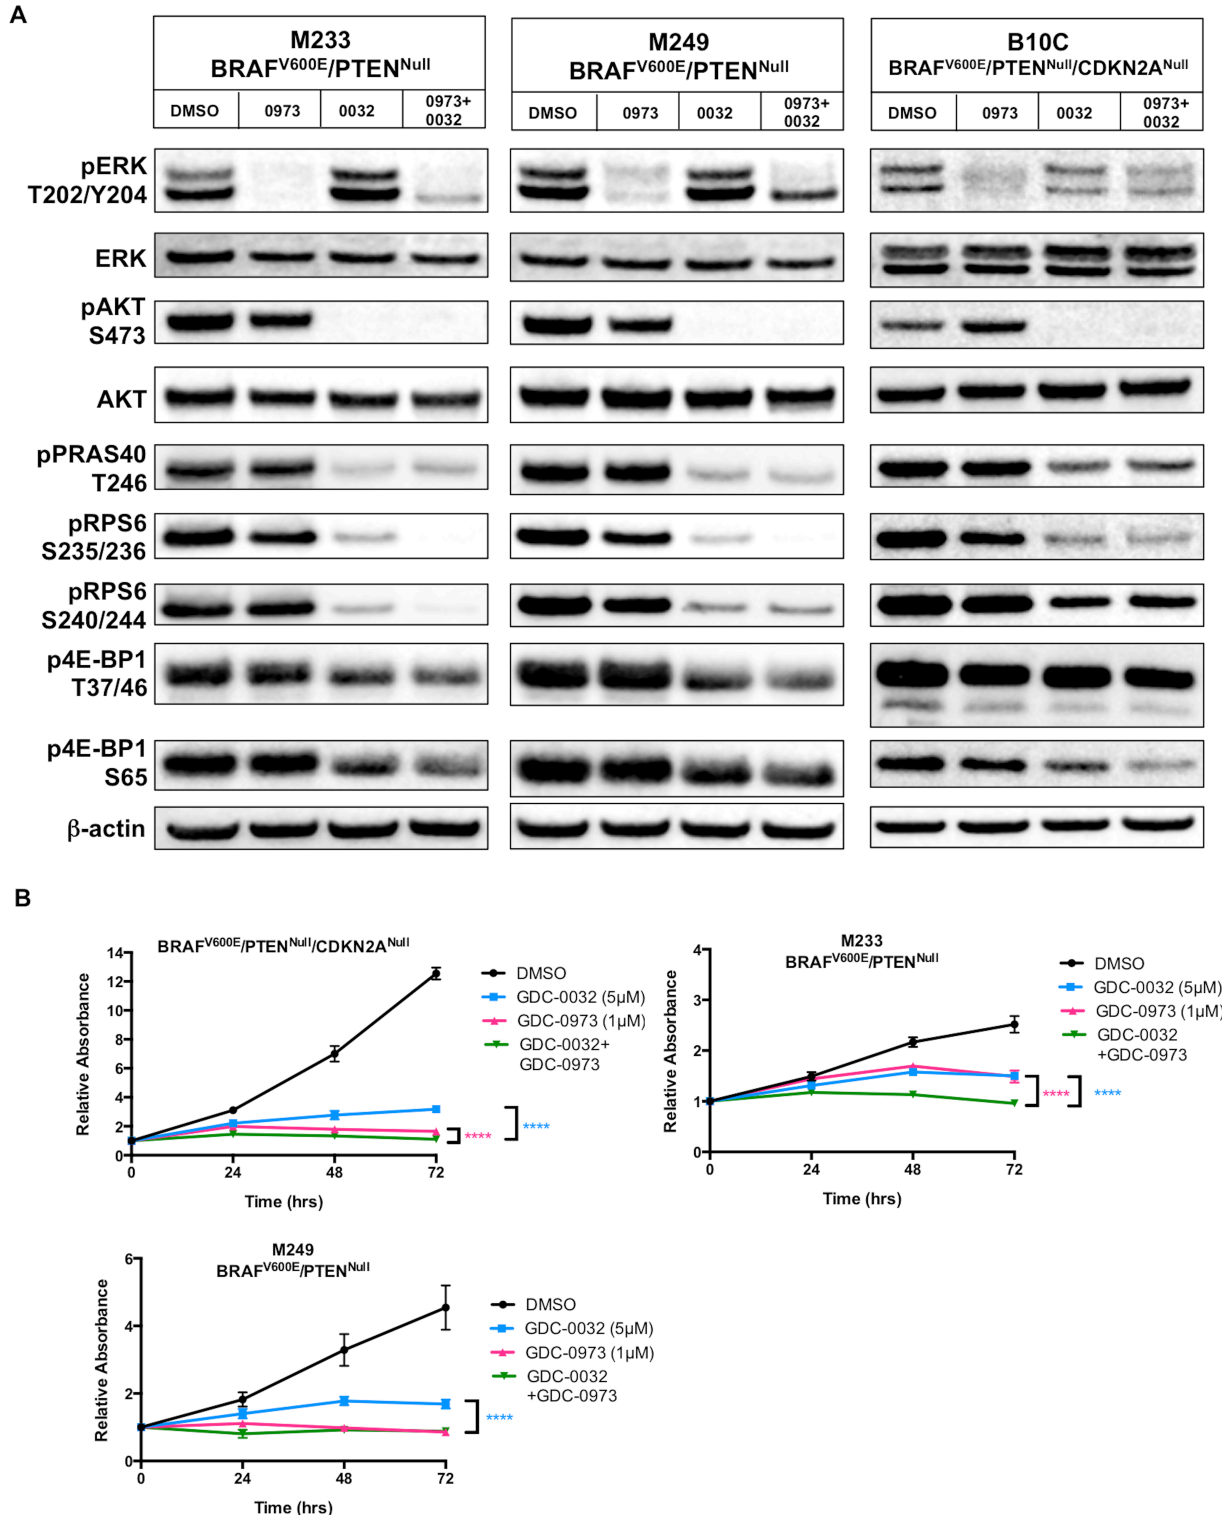 A
M233
BRAFV600E/PTENNull
DMSO 0973 0032 0973+
0032
M249
BRAFV600E/PTENNull
DMSO 0973 0032 0973+
0032
B10C
BRAFV600E/PTENNull/CDKN2ANull
DMSO 0973 0032 0973+
0032
pERK
T202/Y204
ERK
pAKT
S473
AKT
pPRAS40
T246
pRPS6
S235/236
pRPS6
S240/244
p4E-BP1
T37/46
p4E-BP1
S65
β-actin
B
BRAFV600E/PTENNull/CDKN2ANull
Relative Absorbance
14
12
10
8
6
4
2
0
0 24 48 72
Time (hrs)
DMSO
GDC-0032 (5µM)
GDC-0973 (1µM)
GDC-0032+
GDC-0973
****
****
M233
BRAFV600E/PTENNull
Relative Absorbance
4
3
2
1
0
0 24 48 72
Time (hrs)
DMSO
GDC-0032 (5µM)
GDC-0973 (1µM)
GDC-0032
+GDC-0973
****
****
M249
BRAFV600E/PTENNull
Relative Absorbance
6
4
2
0
0 24 48 72
Time (hrs)
DMSO
GDC-0032 (5µM)
GDC-0973 (1µM)
GDC-0032
+GDC-0973
****